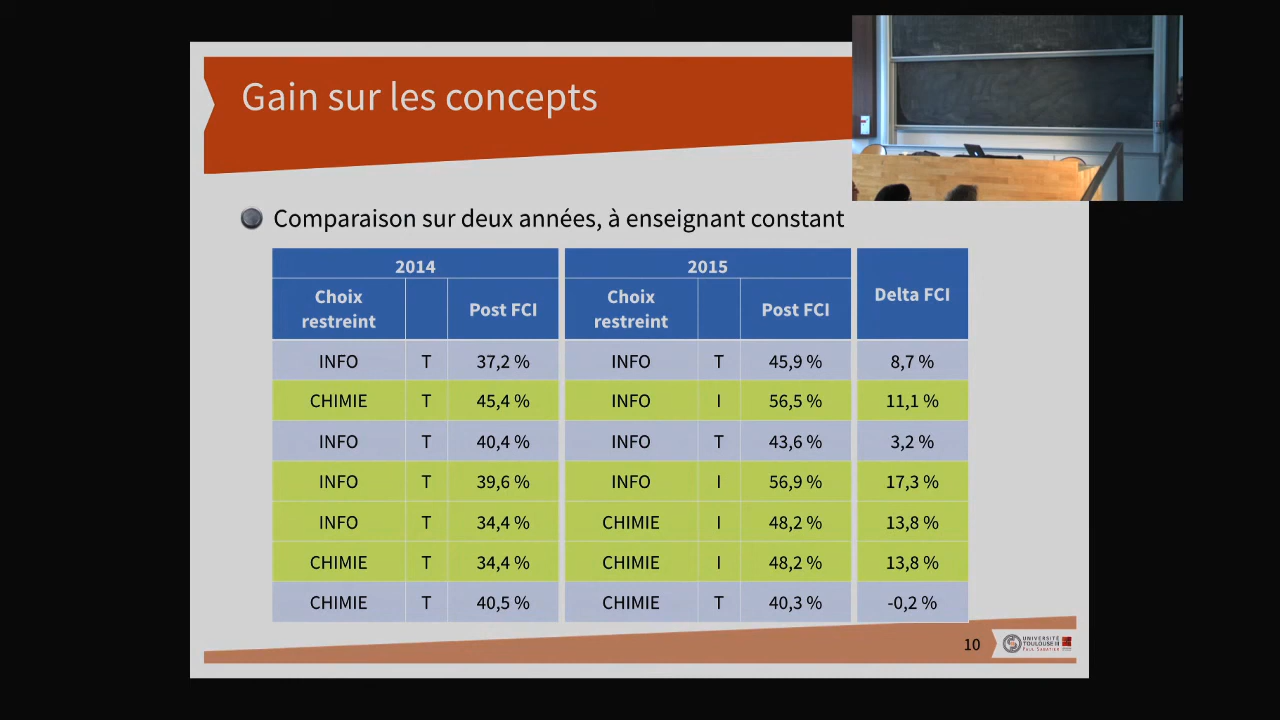 Gain sur les concepts
Comparaison sur deux années, à enseignant constant
2014 2015 Delta FCI
Choix restreint Post FCI Choix restreint Post FCI
INFO T 37,2 % INFO T 45,9 % 8,7 %
CHIMIE T 45,4 % INFO I 56,5 % 11,1 %
INFO T 40,4 % INFO T 43,6 % 3,2 %
INFO T 39,6 % INFO I 56,9 % 17,3 %
INFO T 34,4 % CHIMIE I 48,2 % 13,8 %
CHIMIE T 34,4 % CHIMIE I 48,2 % 13,8 %
CHIMIE T 40,5 % CHIMIE T 40,3 % -0,2 %
10
UNIVERSITÉ
TOULOUSE III
PAUL SABATIER